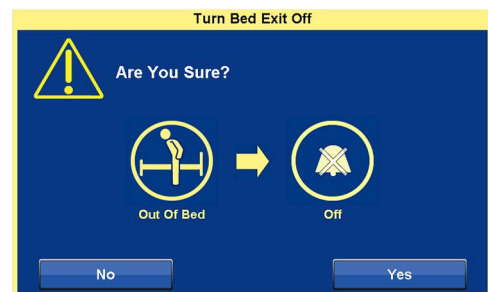 Turn Bed Exit Off
Are You Sure?
Out Of Bed
Off
No
Yes